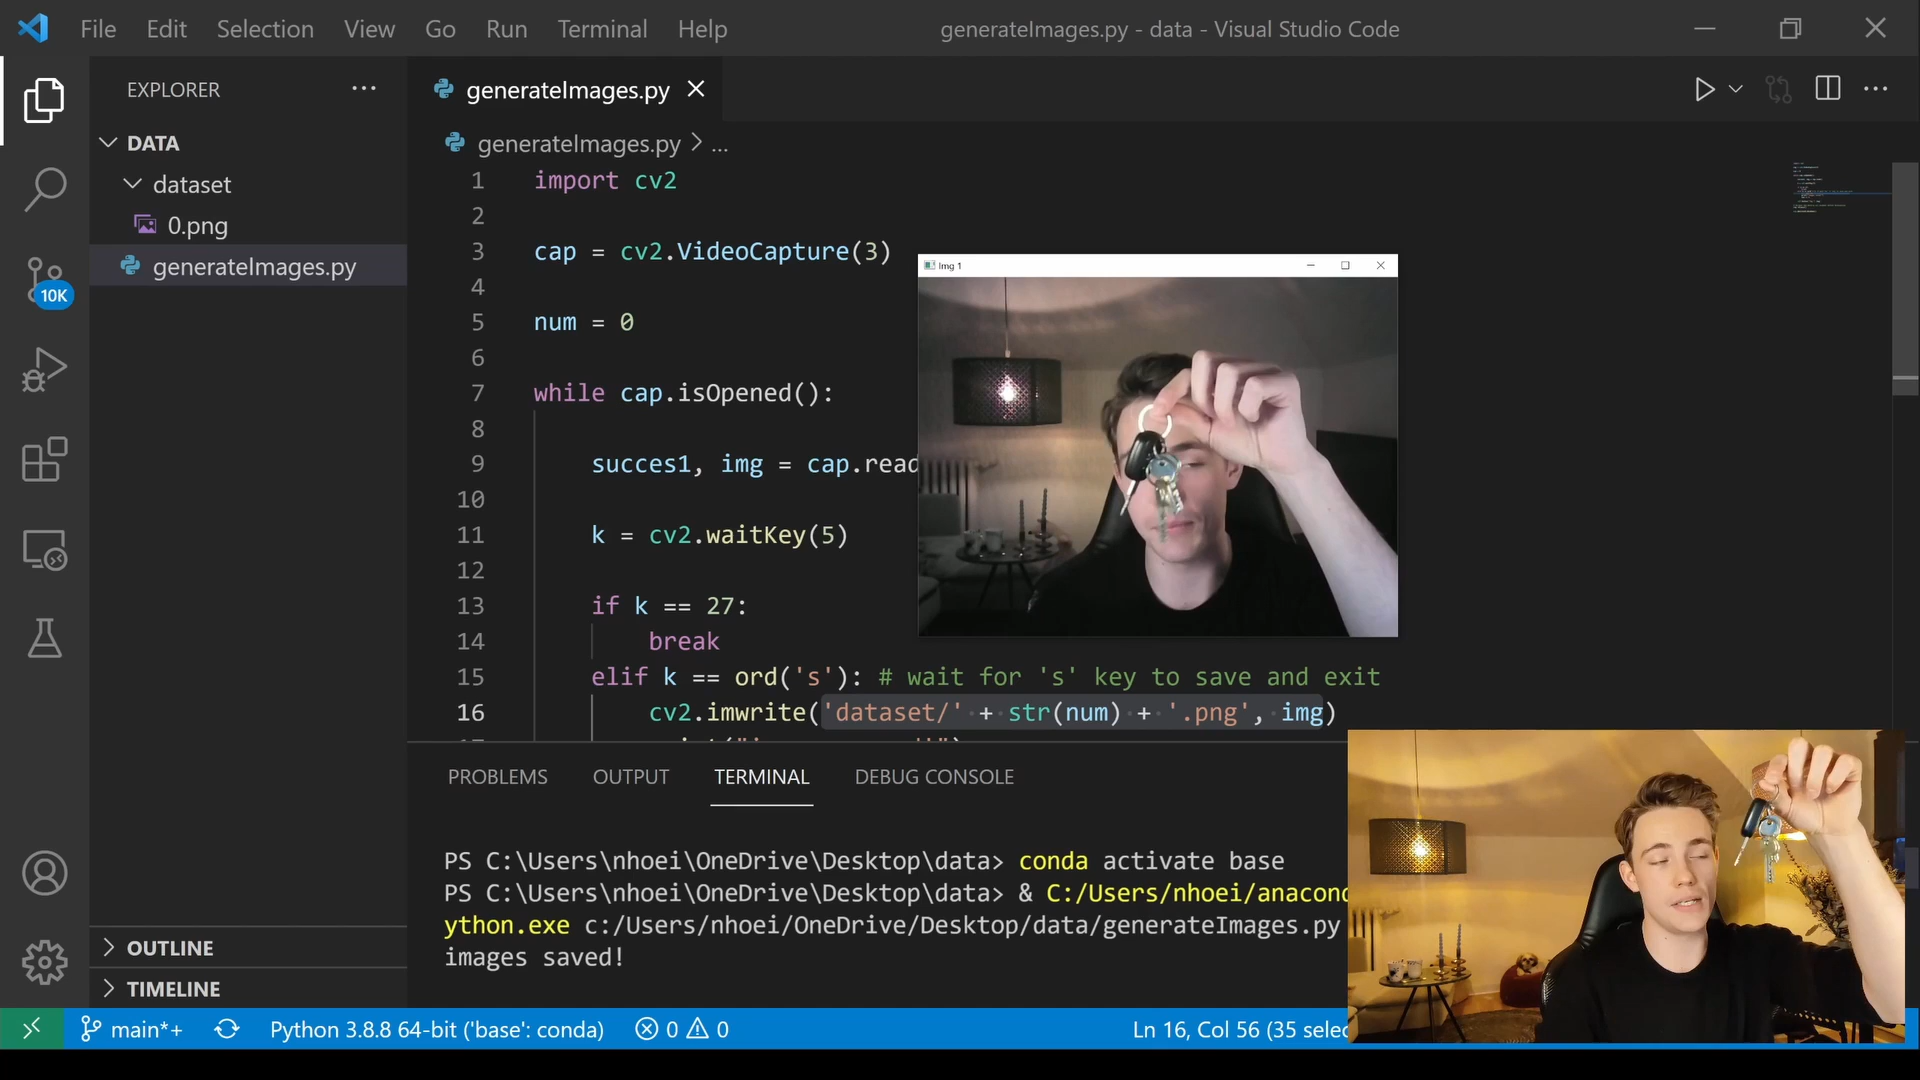 File Edit Selection View Go Run Terminal Help
generateImages.py - data - Visual Studio Code
EXPLORER
DATA
dataset
0.png
generateImages.py
10K
OUTLINE
TIMELINE
generateImages.py
generateImages.py > ...
1 import cv2
2
3 cap = cv2.VideoCapture(3)
4
5 num = 0
6
7 while cap.isOpened():
8
9 succes1, img = cap.read
10
11 k = cv2.waitKey(5)
12
13 if k == 27:
14 break
15 elif k == ord('s'): # wait for 's' key to save and exit
16 cv2.imwrite('dataset/' + str(num) + '.png', img)
Img 1
PROBLEMS OUTPUT TERMINAL DEBUG CONSOLE
PS C:\Users\nhoei\OneDrive\Desktop\data> conda activate base
PS C:\Users\nhoei\OneDrive\Desktop\data> & C:/Users/nhoei/anacond
ython.exe c:/Users/nhoei/OneDrive/Desktop/data/generateImages.py
images saved!
main*+ Python 3.8.8 64-bit ('base': conda) 0 0 Ln 16, Col 56 (35 selec